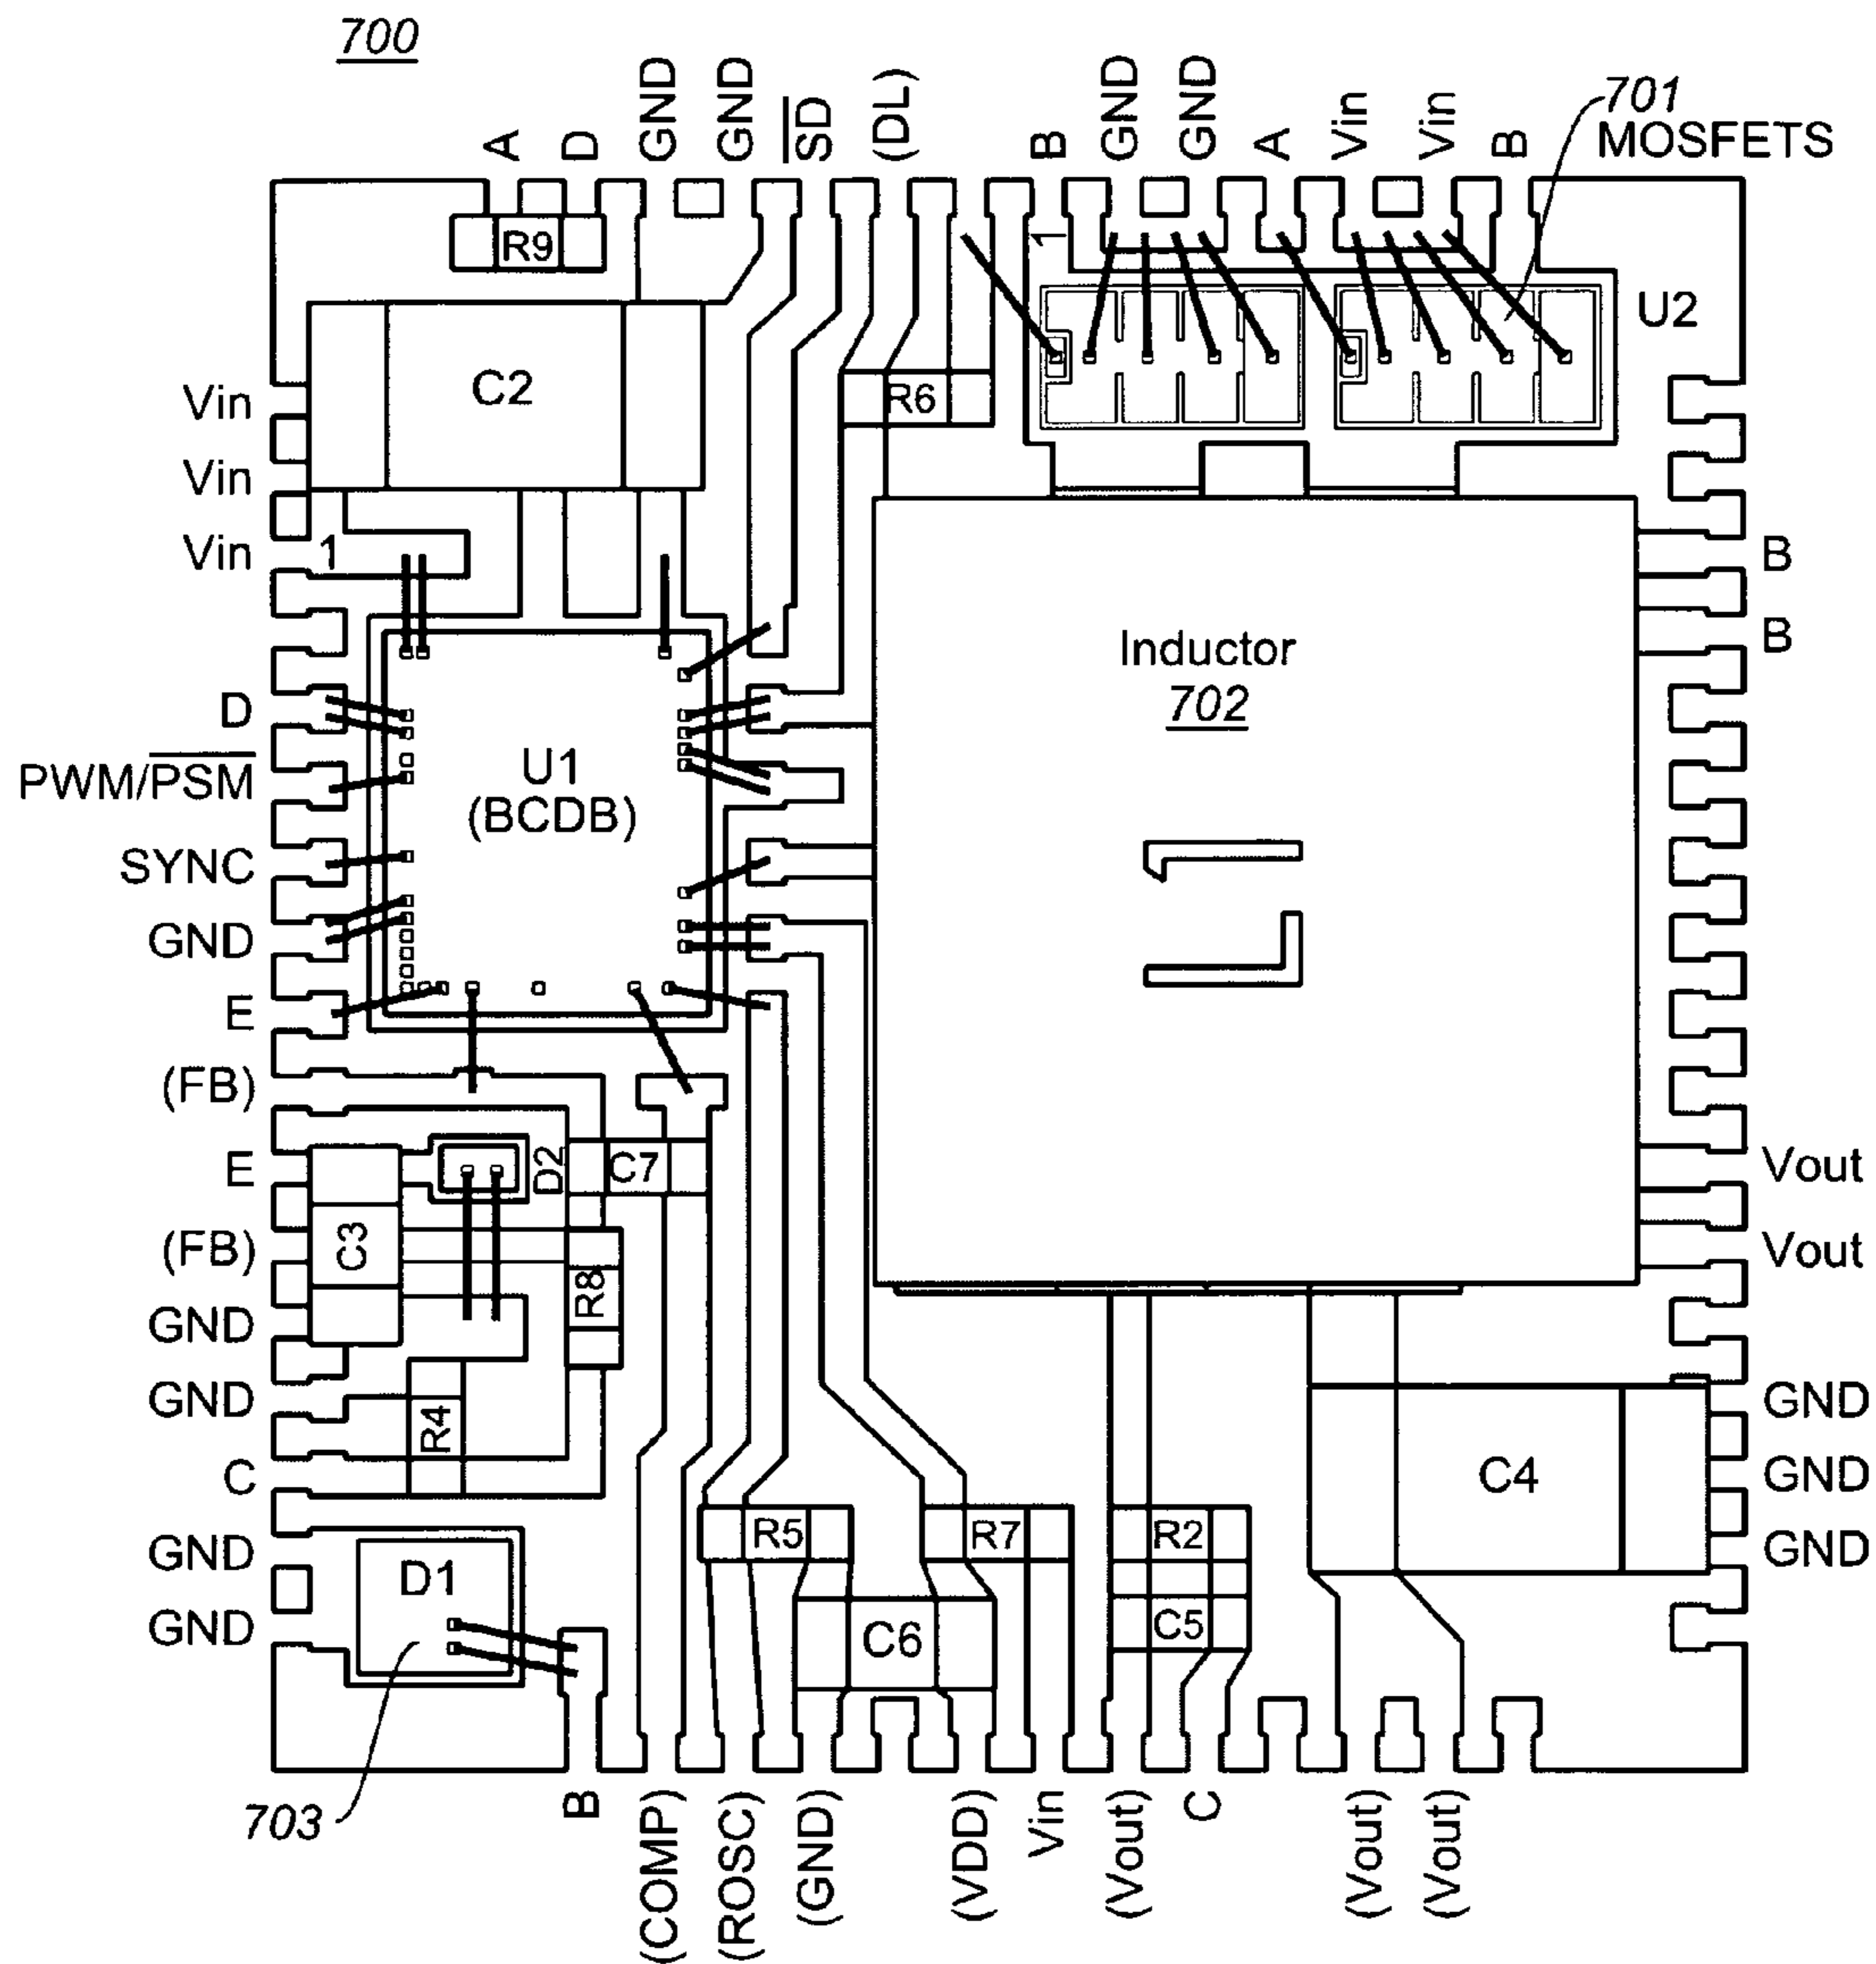 700
A
D
GND
GND
SD
(DL)
B
GND
GND
A
Vin
Vin
B
701
MOSFETS
R9
1
U2
C2
R6
Vin
Vin
Vin
1
B
B
Inductor
702
D
PWM/PSM
U1
(BCDB)
SYNC
GND
L1
E
(FB)
E
D2
C7
Vout
C3
(FB)
Vout
R8
GND
GND
R4
GND
C
C4
GND
GND
R5
R7
R2
GND
D1
C5
C6
GND
703
B
(COMP)
(ROSC)
(GND)
(VDD)
Vin
(Vout)
C
(Vout)
(Vout)